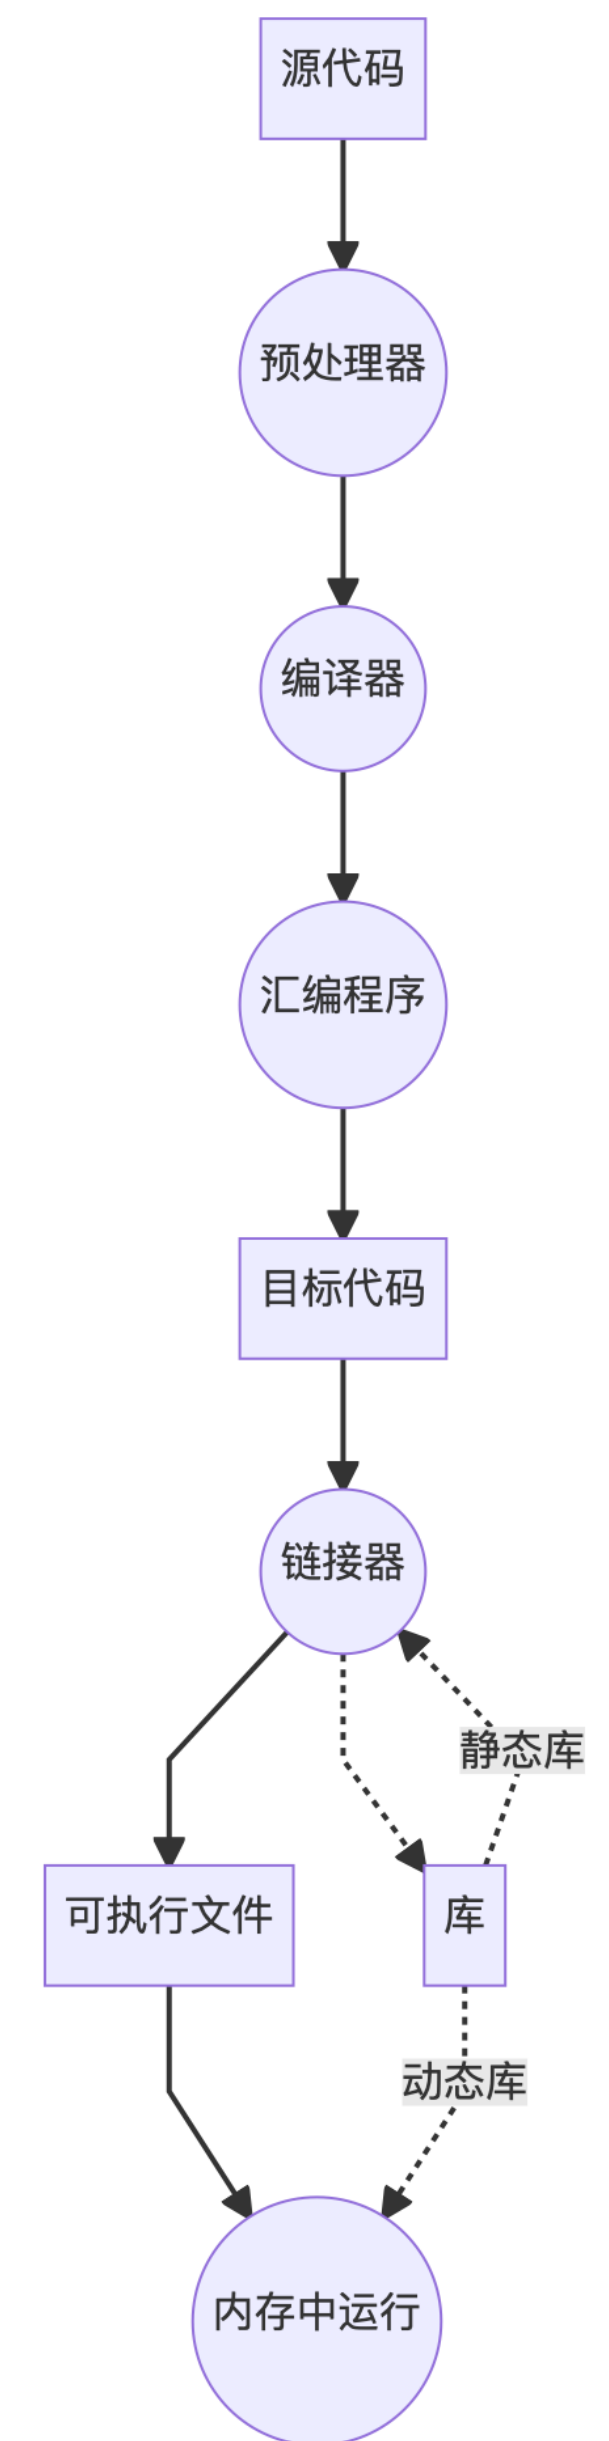 源代码
预处理器
编译器
汇编程序
目标代码
链接器
静态库
可执行文件
库
动态库
内存中运行